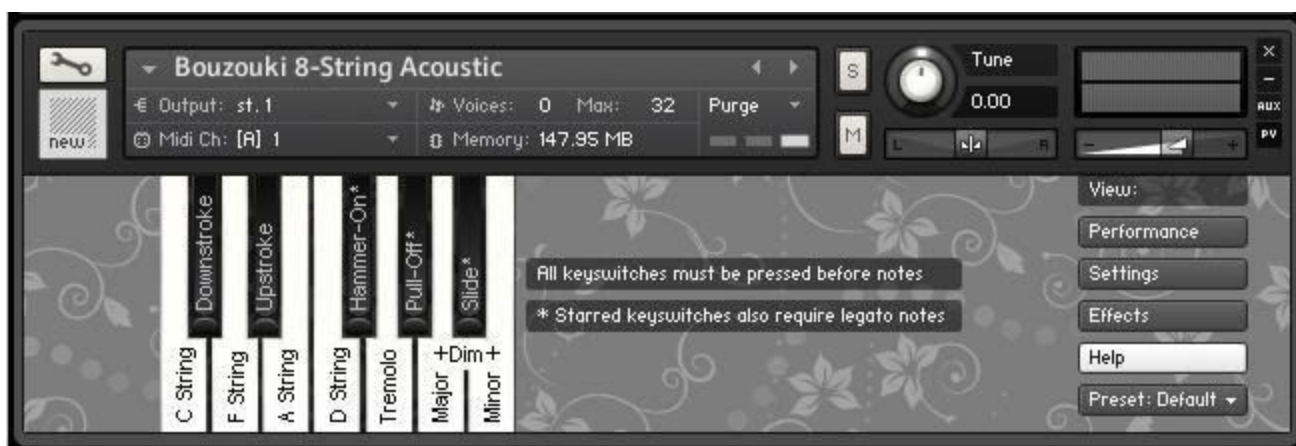 Bouzouki 8-String Acoustic
S
Tune
×
Output: st.1
Voices: 0 Max: 32
Purge
0.00
AUX
new
Midi Ch: [A] 1
Memory: 147.95 MB
M
L
R
- +
PV
Downstroke
Upstroke
Hammer-On*
Pull-Off*
Slide*
C String
F String
A String
D String
Tremolo
Major
+Dim+
Minor
All keyswitches must be pressed before notes
* Starred keyswitches also require legato notes
View:
Performance
Settings
Effects
Help
Preset: Default